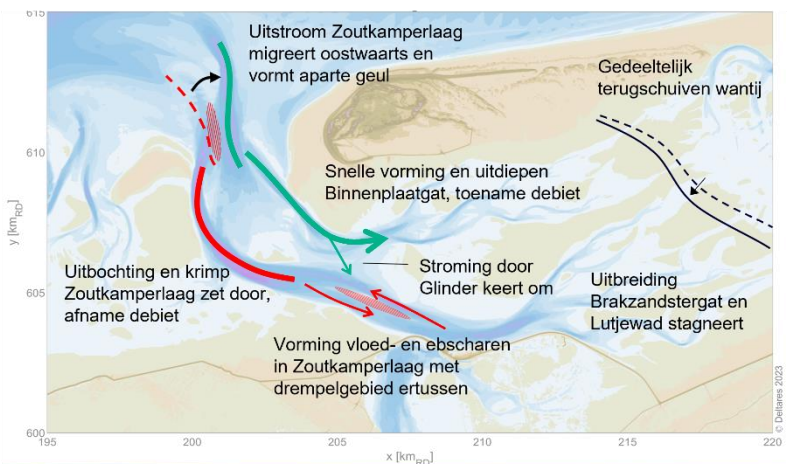 615
Uitstroom Zoutkamperlaag
migreert oostwaarts en
vormt aparte geul
Gedeeltelijk
terugschuiven wantij
610
Snelle vorming en uitdiepen
Binnenplaatgat, toename debiet
y [km_RD]
Uitbochting en krimp
Zoutkamperlaag zet door,
afname debiet
605
Stroming door
Glinder keert om
Uitbreiding
Brakzandstergat en
Lutjewad stagneert
Vorming vloed- en ebscharen
in Zoutkamperlaag met
drempelgebied ertussen
600
195
200
205
210
215
220
x [km_RD]
© Deltares 2023